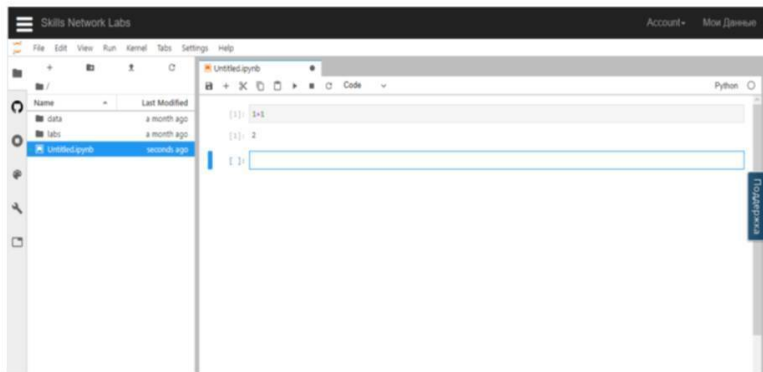 Skills Network Labs Account Мои Данные
File Edit View Run Kernel Tabs Settings Help
Untitled.ipynb
/
Code
Python
Name Last Modified
data a month ago
labs a month ago
Untitled.ipynb seconds ago
[1]: 1+1
[1]: 2
[ ]:
Поддержка